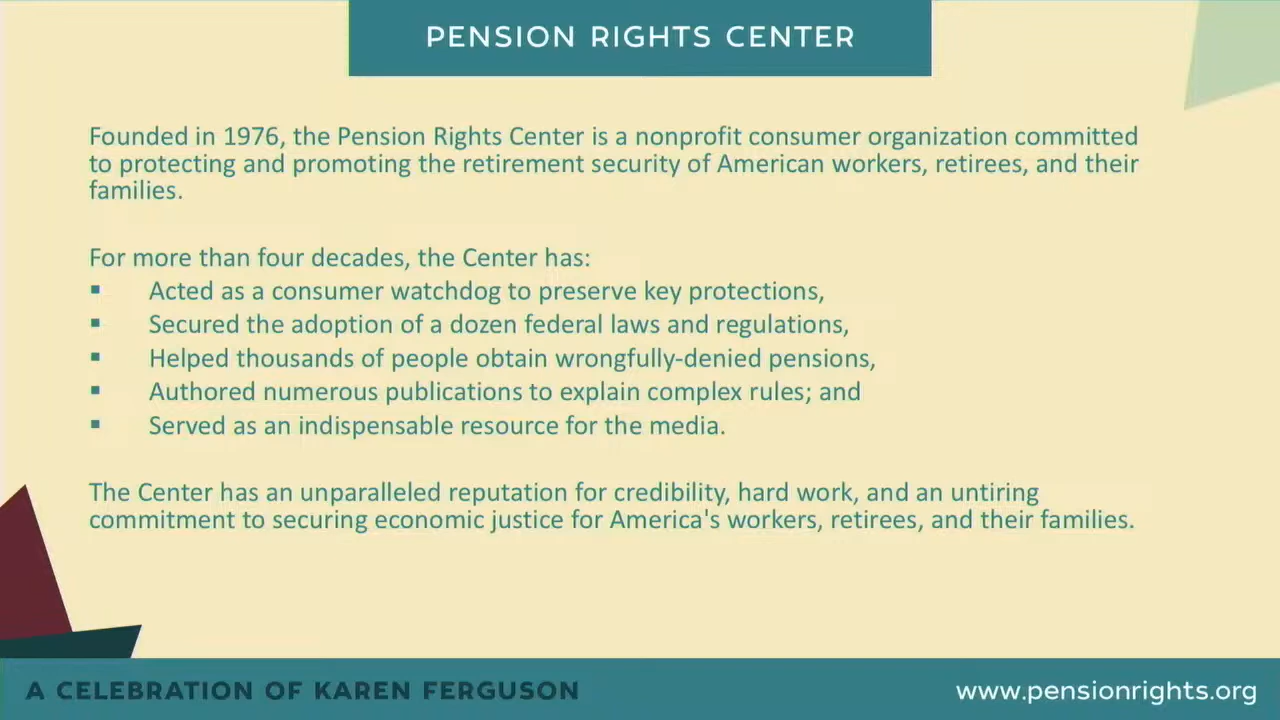 PENSION RIGHTS CENTER
Founded in 1976, the Pension Rights Center is a nonprofit consumer organization committed
to protecting and promoting the retirement security of American workers, retirees, and their
families.
For more than four decades, the Center has:
▪ Acted as a consumer watchdog to preserve key protections,
▪ Secured the adoption of a dozen federal laws and regulations,
▪ Helped thousands of people obtain wrongfully-denied pensions,
▪ Authored numerous publications to explain complex rules; and
▪ Served as an indispensable resource for the media.
The Center has an unparalleled reputation for credibility, hard work, and an untiring
commitment to securing economic justice for America's workers, retirees, and their families.
A CELEBRATION OF KAREN FERGUSON
www.pensionrights.org